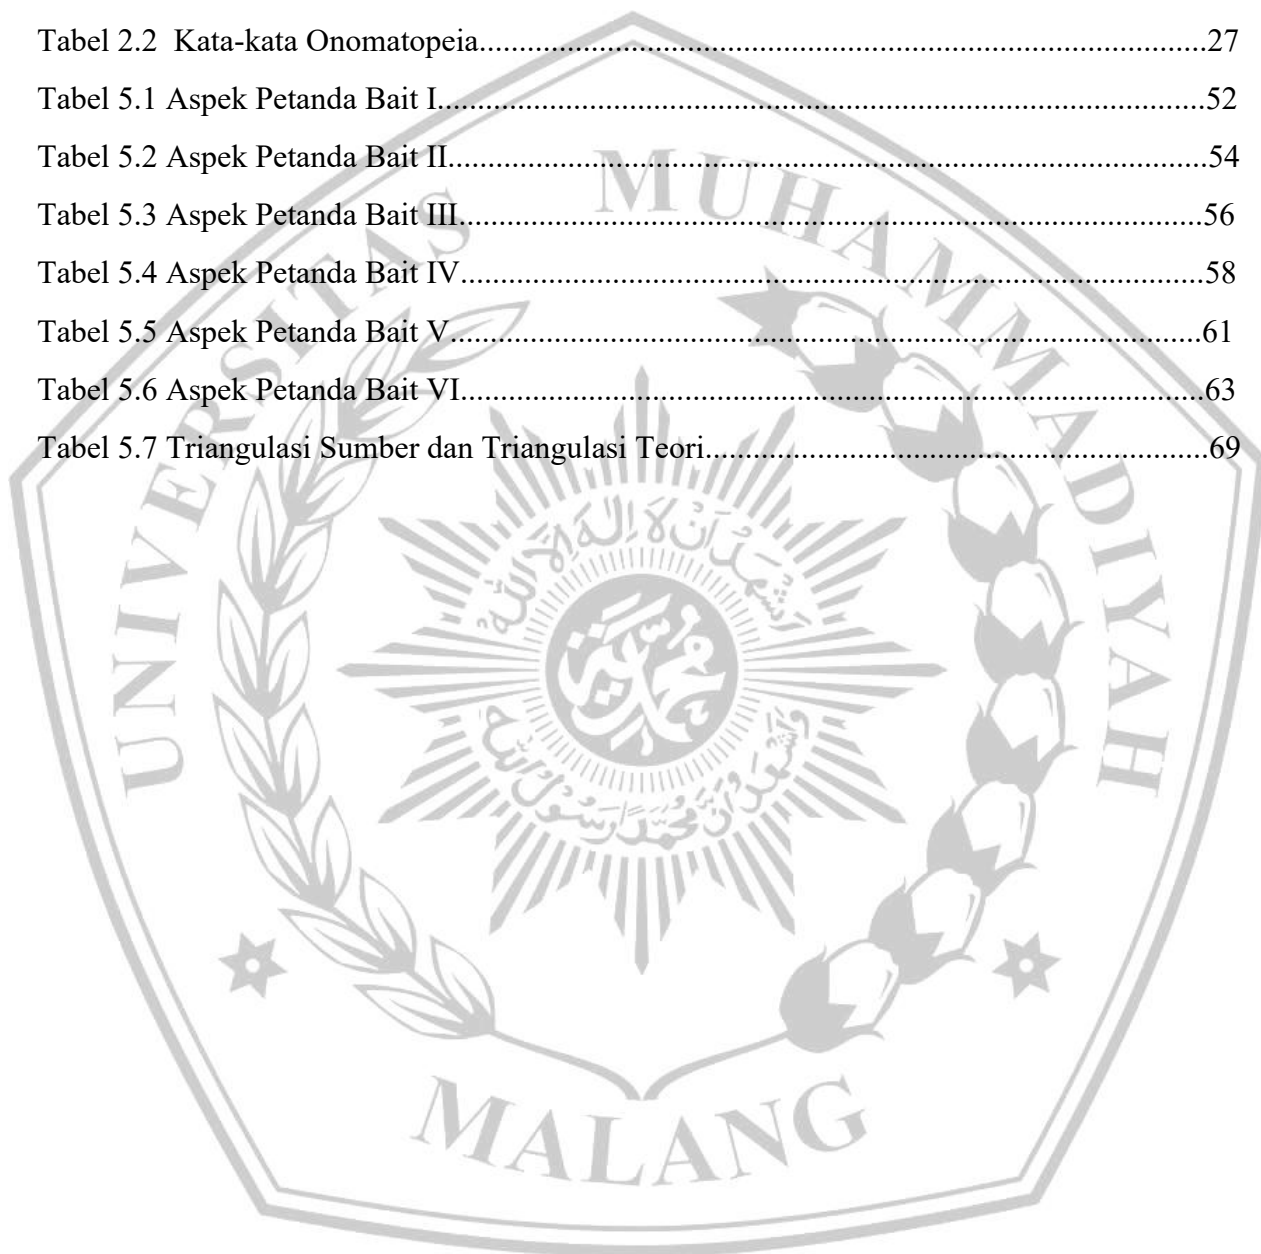 Tabel 2.2  Kata-kata Onomatopeia............................................................................................27
Tabel 5.1 Aspek Petanda Bait I.................................................................................................52
Tabel 5.2 Aspek Petanda Bait II................................................................................................54
Tabel 5.3 Aspek Petanda Bait III..............................................................................................56
Tabel 5.4 Aspek Petanda Bait IV..............................................................................................58
Tabel 5.5 Aspek Petanda Bait V...............................................................................................61
Tabel 5.6 Aspek Petanda Bait VI..............................................................................................63
Tabel 5.7 Triangulasi Sumber dan Triangulasi Teori................................................................69
UNIVERSITAS MUHAMMADIYAH
MALANG